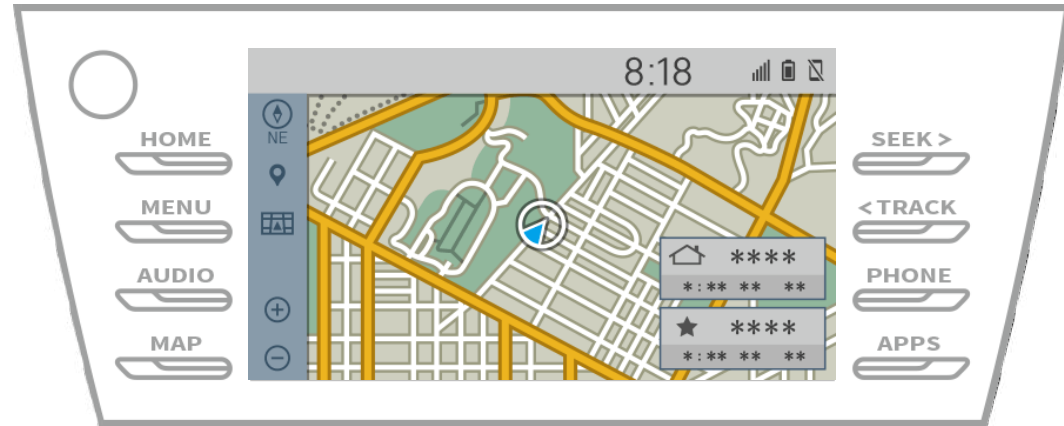 8:18
NE
HOME
MENU
AUDIO
MAP
SEEK >
< TRACK
PHONE
APPS
****
*:** ** **
****
*:** ** **